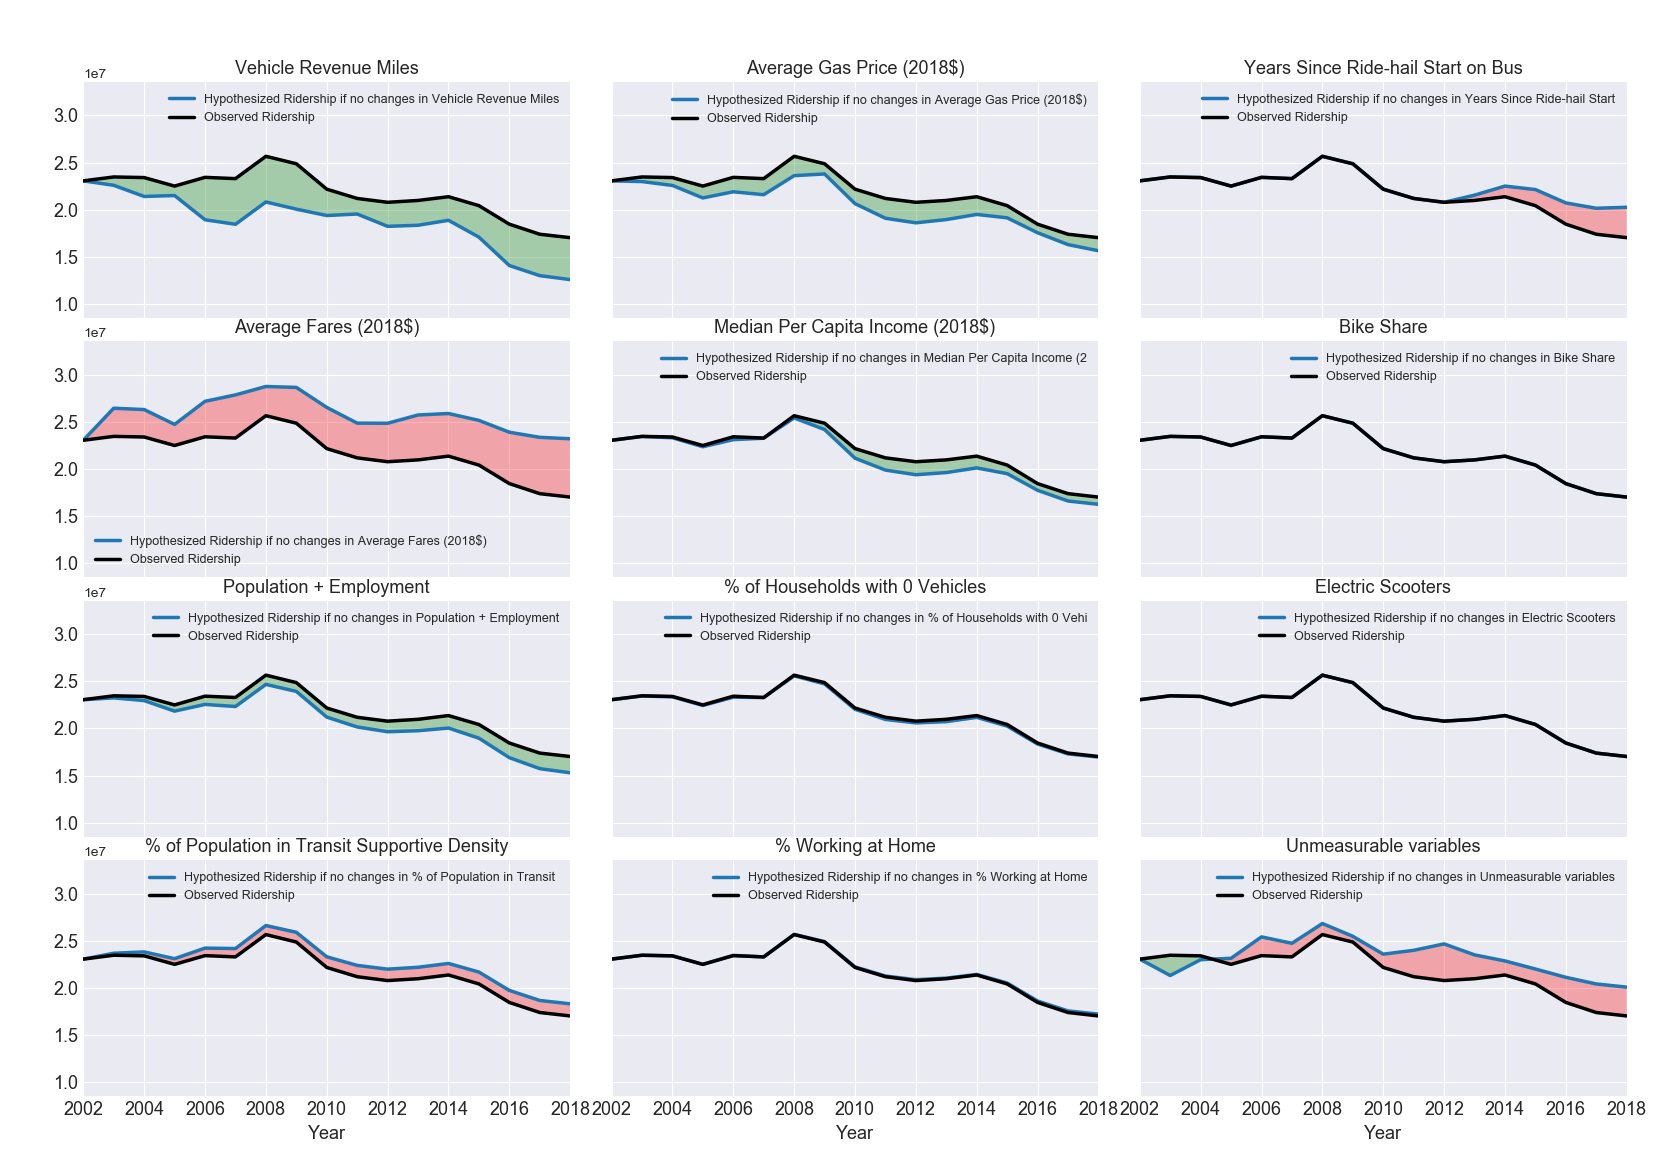 Vehicle Revenue Miles
1e7
Hypothesized Ridership if no changes in Vehicle Revenue Miles
Observed Ridership
3.0
2.5
2.0
1.5
1.0
Average Gas Price (2018$)
Hypothesized Ridership if no changes in Average Gas Price (2018$)
Observed Ridership
Years Since Ride-hail Start on Bus
Hypothesized Ridership if no changes in Years Since Ride-hail Start
Observed Ridership
Average Fares (2018$)
1e7
3.0
2.5
2.0
1.5
1.0
Hypothesized Ridership if no changes in Average Fares (2018$)
Observed Ridership
Median Per Capita Income (2018$)
Hypothesized Ridership if no changes in Median Per Capita Income (2
Observed Ridership
Bike Share
Hypothesized Ridership if no changes in Bike Share
Observed Ridership
Population + Employment
1e7
Hypothesized Ridership if no changes in Population + Employment
Observed Ridership
3.0
2.5
2.0
1.5
1.0
% of Households with 0 Vehicles
Hypothesized Ridership if no changes in % of Households with 0 Vehi
Observed Ridership
Electric Scooters
Hypothesized Ridership if no changes in Electric Scooters
Observed Ridership
% of Population in Transit Supportive Density
1e7
Hypothesized Ridership if no changes in % of Population in Transit
Observed Ridership
3.0
2.5
2.0
1.5
1.0
2002 2004 2006 2008 2010 2012 2014 2016 2018
Year
% Working at Home
Hypothesized Ridership if no changes in % Working at Home
Observed Ridership
2002 2004 2006 2008 2010 2012 2014 2016 2018
Year
Unmeasurable variables
Hypothesized Ridership if no changes in Unmeasurable variables
Observed Ridership
2002 2004 2006 2008 2010 2012 2014 2016 2018
Year